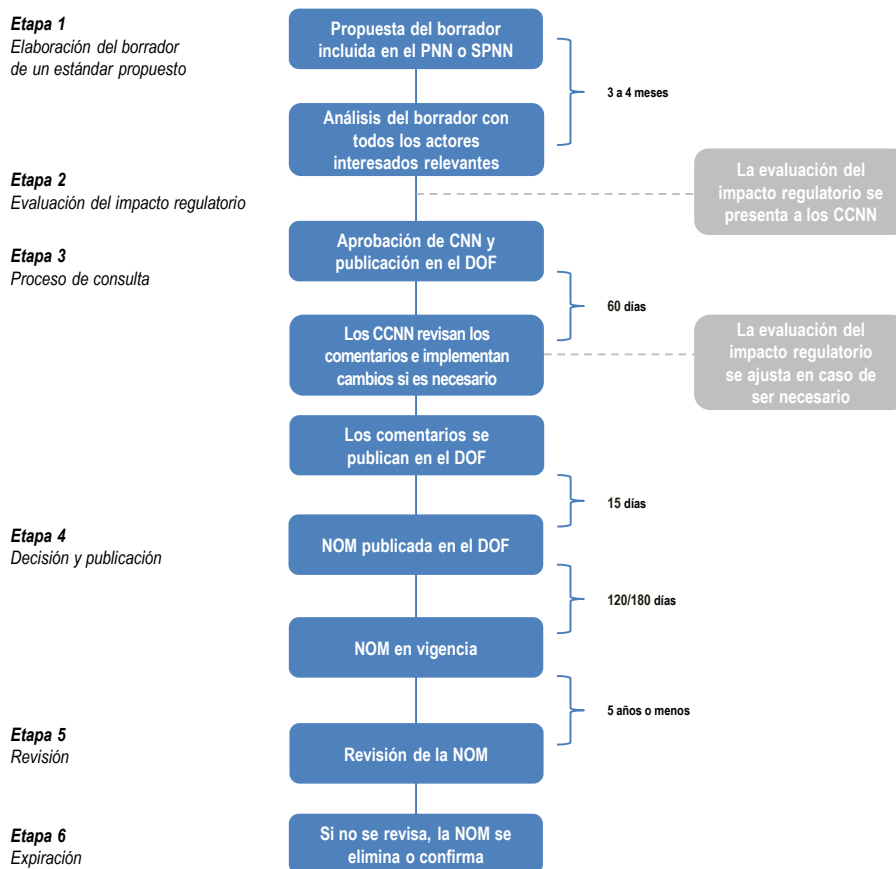 Etapa 1
Elaboración del borrador
de un estándar propuesto
Propuesta del borrador
incluida en el PNN o SPNN
3 a 4 meses
Análisis del borrador con
todos los actores
interesados relevantes
Etapa 2
Evaluación del impacto regulatorio
La evaluación del
impacto regulatorio se
presenta a los CCNN
Etapa 3
Proceso de consulta
Aprobación de CNN y
publicación en el DOF
60 días
Los CCNN revisan los
comentarios e implementan
cambios si es necesario
La evaluación del
impacto regulatorio
se ajusta en caso de
ser necesario
Los comentarios se
publican en el DOF
15 días
Etapa 4
Decisión y publicación
NOM publicada en el DOF
120/180 días
NOM en vigencia
5 años o menos
Etapa 5
Revisión
Revisión de la NOM
Etapa 6
Expiración
Si no se revisa, la NOM se
elimina o confirma